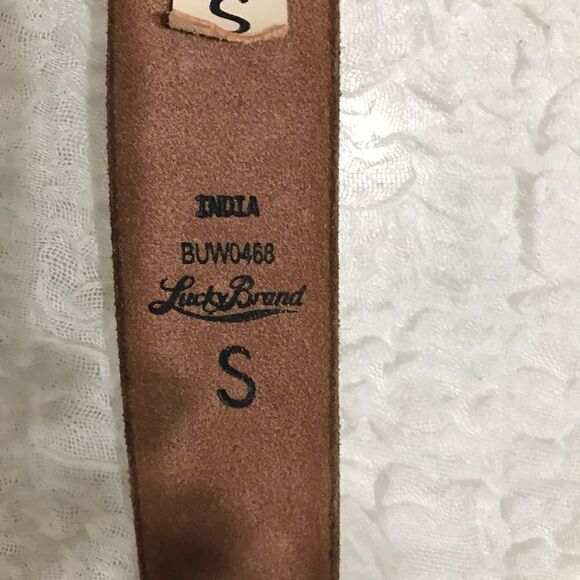 S
INDIA
BUW0468
Lucky Brand
S